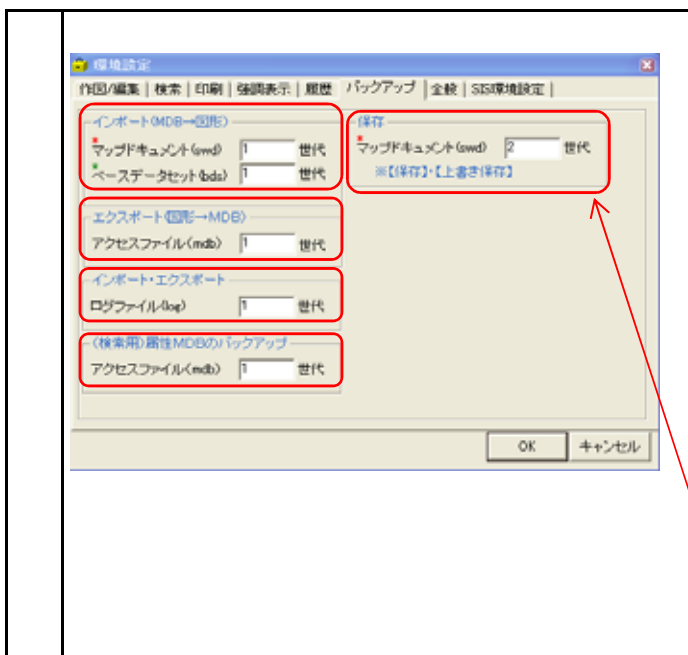 環境設定
作図/編集 | 検索 | 印刷 | 強調表示 | 履歴 バックアップ | 全般 | SIS環境設定 |
インポート(MDB→図形)
*マップドキュメント(swd) 1 世代
*ベースデータセット(bds) 1 世代
エクスポート(図形→MDB)
アクセスファイル(mdb) 1 世代
インポート・エクスポート
ログファイル(log) 1 世代
(検索用)属性MDBのバックアップ
アクセスファイル(mdb) 1 世代
保存
*マップドキュメント(swd) 2 世代
※【保存】・【上書き保存】
OK キャンセル